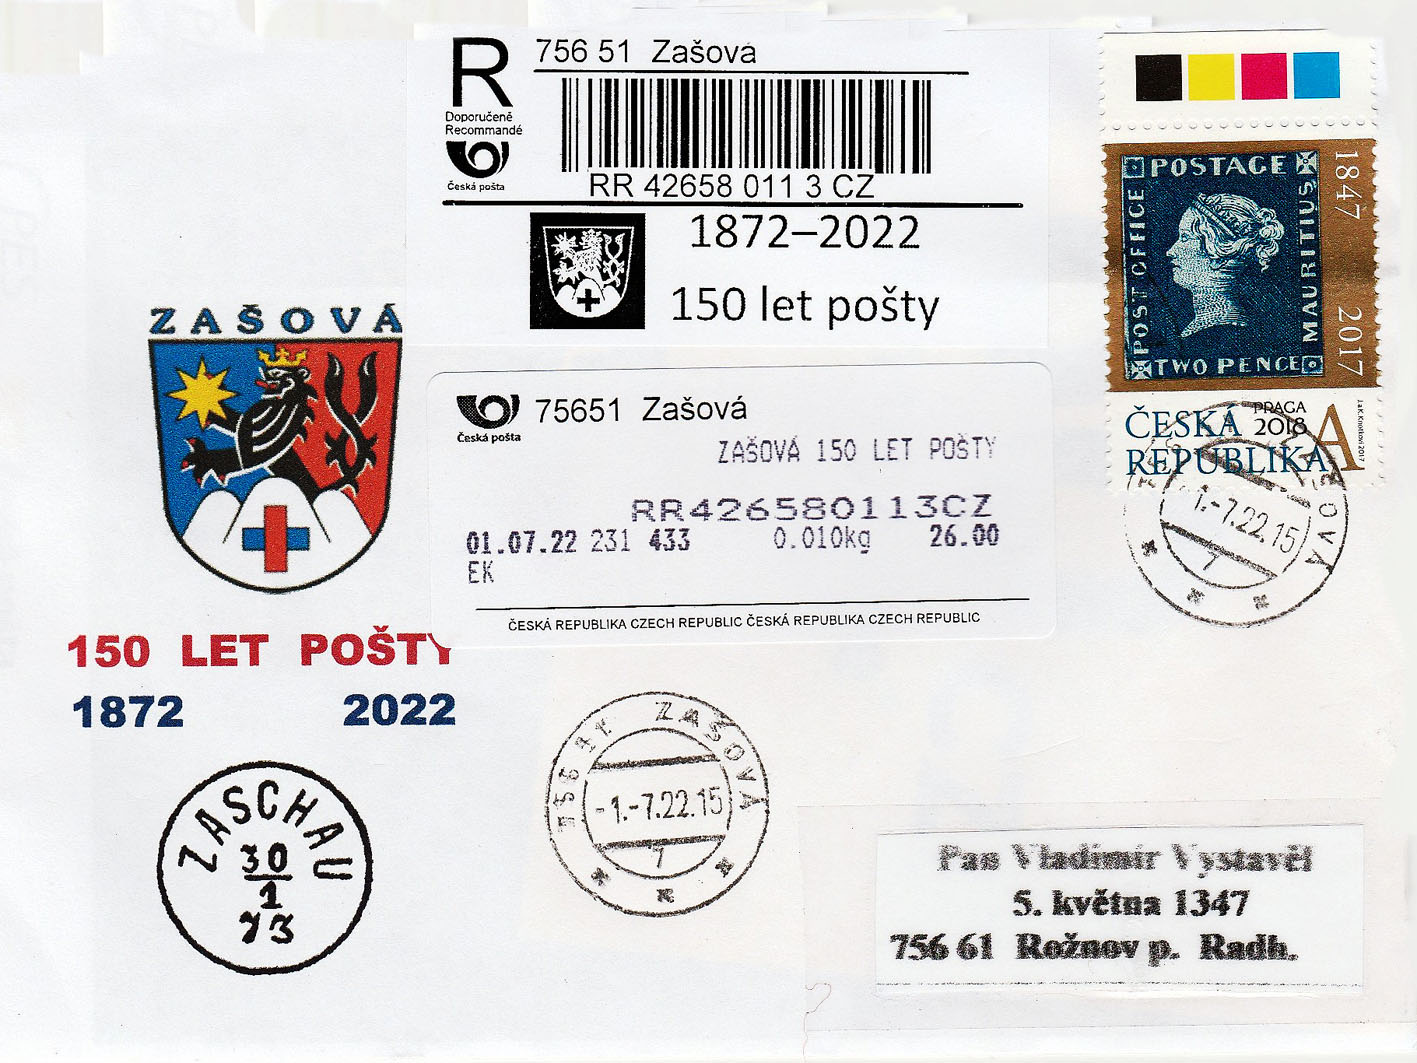 R
Doporučeně
Recommandé
Česká pošta
756 51 Zašová
RR 42658 011 3 CZ
1872–2022
150 let pošty
1847 2017
POSTAGE
POST OFFICE
MAURITIUS
TWO PENCE
ČESKÁ
REPUBLIKA
PRAGA
2018
A
ZAŠOVÁ
150 LET POŠTY
1872 2022
Česká pošta
75651 Zašová
ZAŠOVÁ 150 LET POŠTY
RR426580113CZ
01.07.22 231 433 0.010kg 26.00
EK
ČESKÁ REPUBLIKA CZECH REPUBLIC ČESKÁ REPUBLIKA CZECH REPUBLIC
-1.-7.22.15
7
756 51 ZAŠOVÁ
-1.-7.22.15
7
ZASCHAU
30
1
73
Pan Vladimír Vystavěl
5. května 1347
756 61 Rožnov p. Radh.